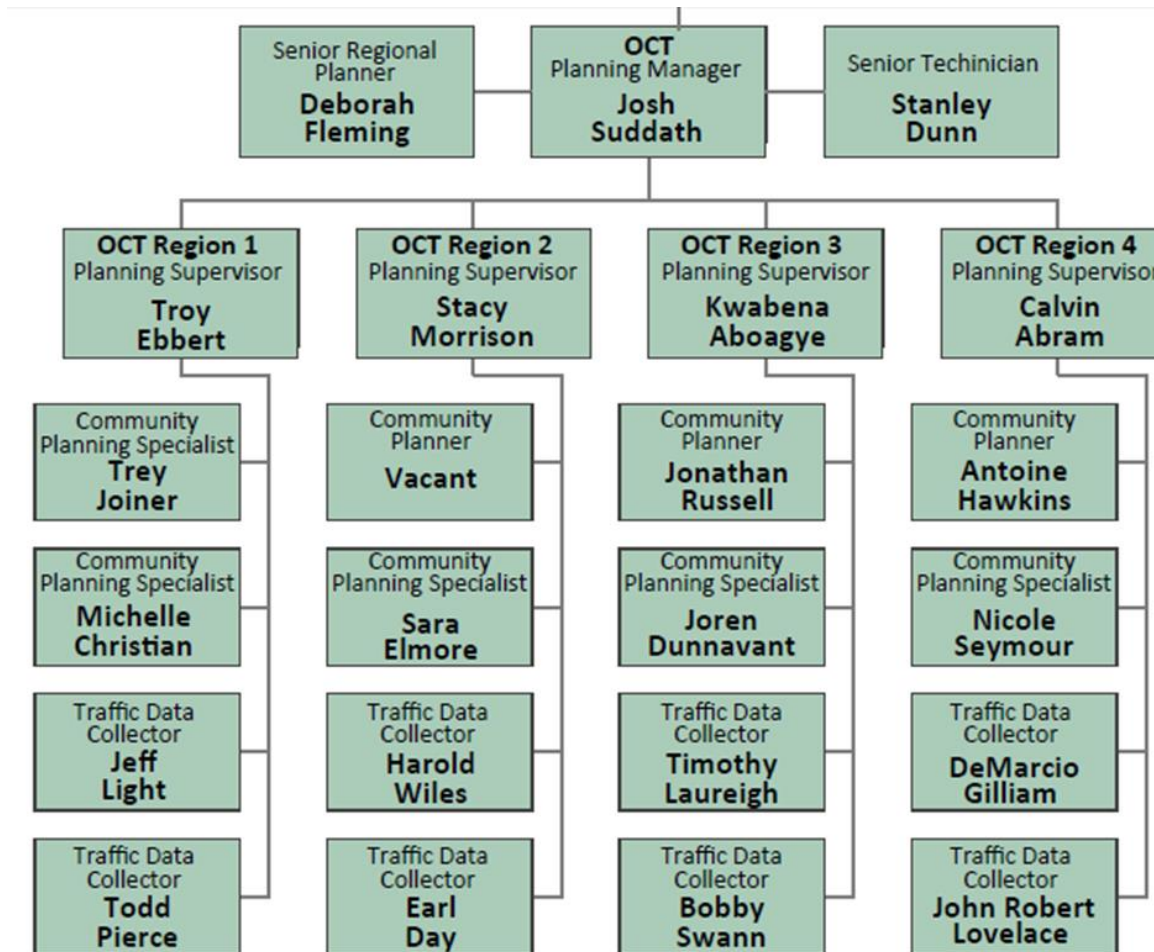 Senior Regional
Planner
Deborah
Fleming
OCT
Planning Manager
Josh
Suddath
Senior Techinician
Stanley
Dunn
OCT Region 1
Planning Supervisor
Troy
Ebbert
OCT Region 2
Planning Supervisor
Stacy
Morrison
OCT Region 3
Planning Supervisor
Kwabena
Aboagye
OCT Region 4
Planning Supervisor
Calvin
Abram
Community
Planning Specialist
Trey
Joiner
Community
Planner
Vacant
Community
Planner
Jonathan
Russell
Community
Planner
Antoine
Hawkins
Community
Planning Specialist
Michelle
Christian
Community
Planning Specialist
Sara
Elmore
Community
Planning Specialist
Joren
Dunnavant
Community
Planning Specialist
Nicole
Seymour
Traffic Data
Collector
Jeff
Light
Traffic Data
Collector
Harold
Wiles
Traffic Data
Collector
Timothy
Laureigh
Traffic Data
Collector
DeMarcio
Gilliam
Traffic Data
Collector
Todd
Pierce
Traffic Data
Collector
Earl
Day
Traffic Data
Collector
Bobby
Swann
Traffic Data
Collector
John Robert
Lovelace